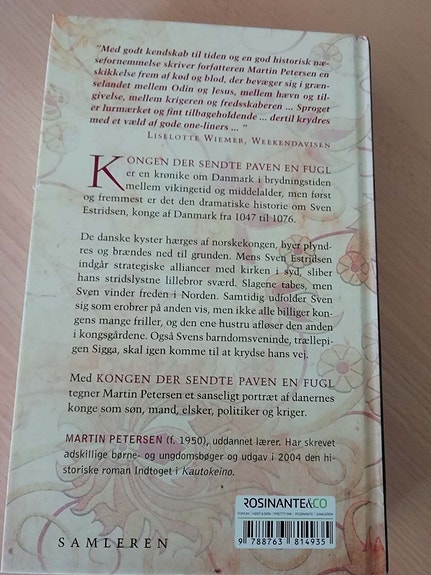 "Med godt kendskab til tiden og en god historisk næ-
sefornemmelse skriver forfatteren Martin Petersen en
skikkelse frem af kød og blod, der bevæger sig i græn-
selandet mellem Odin og Jesus, mellem hævn og til-
givelse, mellem krigeren og fredsskaberen ... Sproget
er lurmærket og fint tilbageholdende ... dertil krydres
med et væld af gode one-liners ... "
LISELOTTE WIEMER, WEEKENDAVISEN
KONGEN DER SENDTE PAVEN EN FUGL
er en krønike om Danmark i brydningstiden
mellem vikingetid og middelalder, men først
og fremmest er det den dramatiske historie om Sven
Estridsen, konge af Danmark fra 1047 til 1076.
De danske kyster hærges af norskekongen, byer plynd-
res og brændes ned til grunden. Mens Sven Estridsen
indgår strategiske alliancer med kirken i syd, sliber
hans stridslystne lillebror sværd. Slagene tabes, men
Sven vinder freden i Norden. Samtidig udfolder Sven
sig som erobrer på anden vis, men ikke alle billiger kon-
gens mange friller, og den ene hustru afløser den anden
i kongsgårdene. Også Svens barndomsveninde, trællepi-
gen Sigga, skal igen komme til at krydse hans vej.
Med KONGEN DER SENDTE PAVEN EN FUGL
tegner Martin Petersen et sanseligt portræt af danernes
konge som søn, mand, elsker, politiker og kriger.
MARTIN PETERSEN (f. 1950), uddannet lærer. Har skrevet
adskillige børne- og ungdomsbøger og udgav i 2004 den hi-
storiske roman Indtoget i Kautokeino.
ROSINANTE&CO
9 788763 814935
SAMLEREN